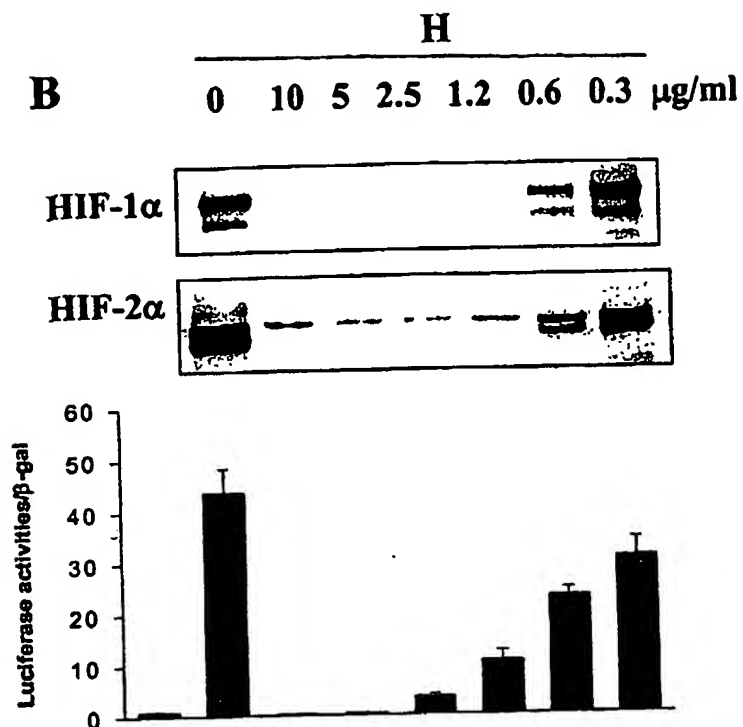 H
B 0 10 5 2.5 1.2 0.6 0.3 μg/ml
HIF-1α
HIF-2α
Luciferase activities/β-gal
60
50
40
30
20
10
0